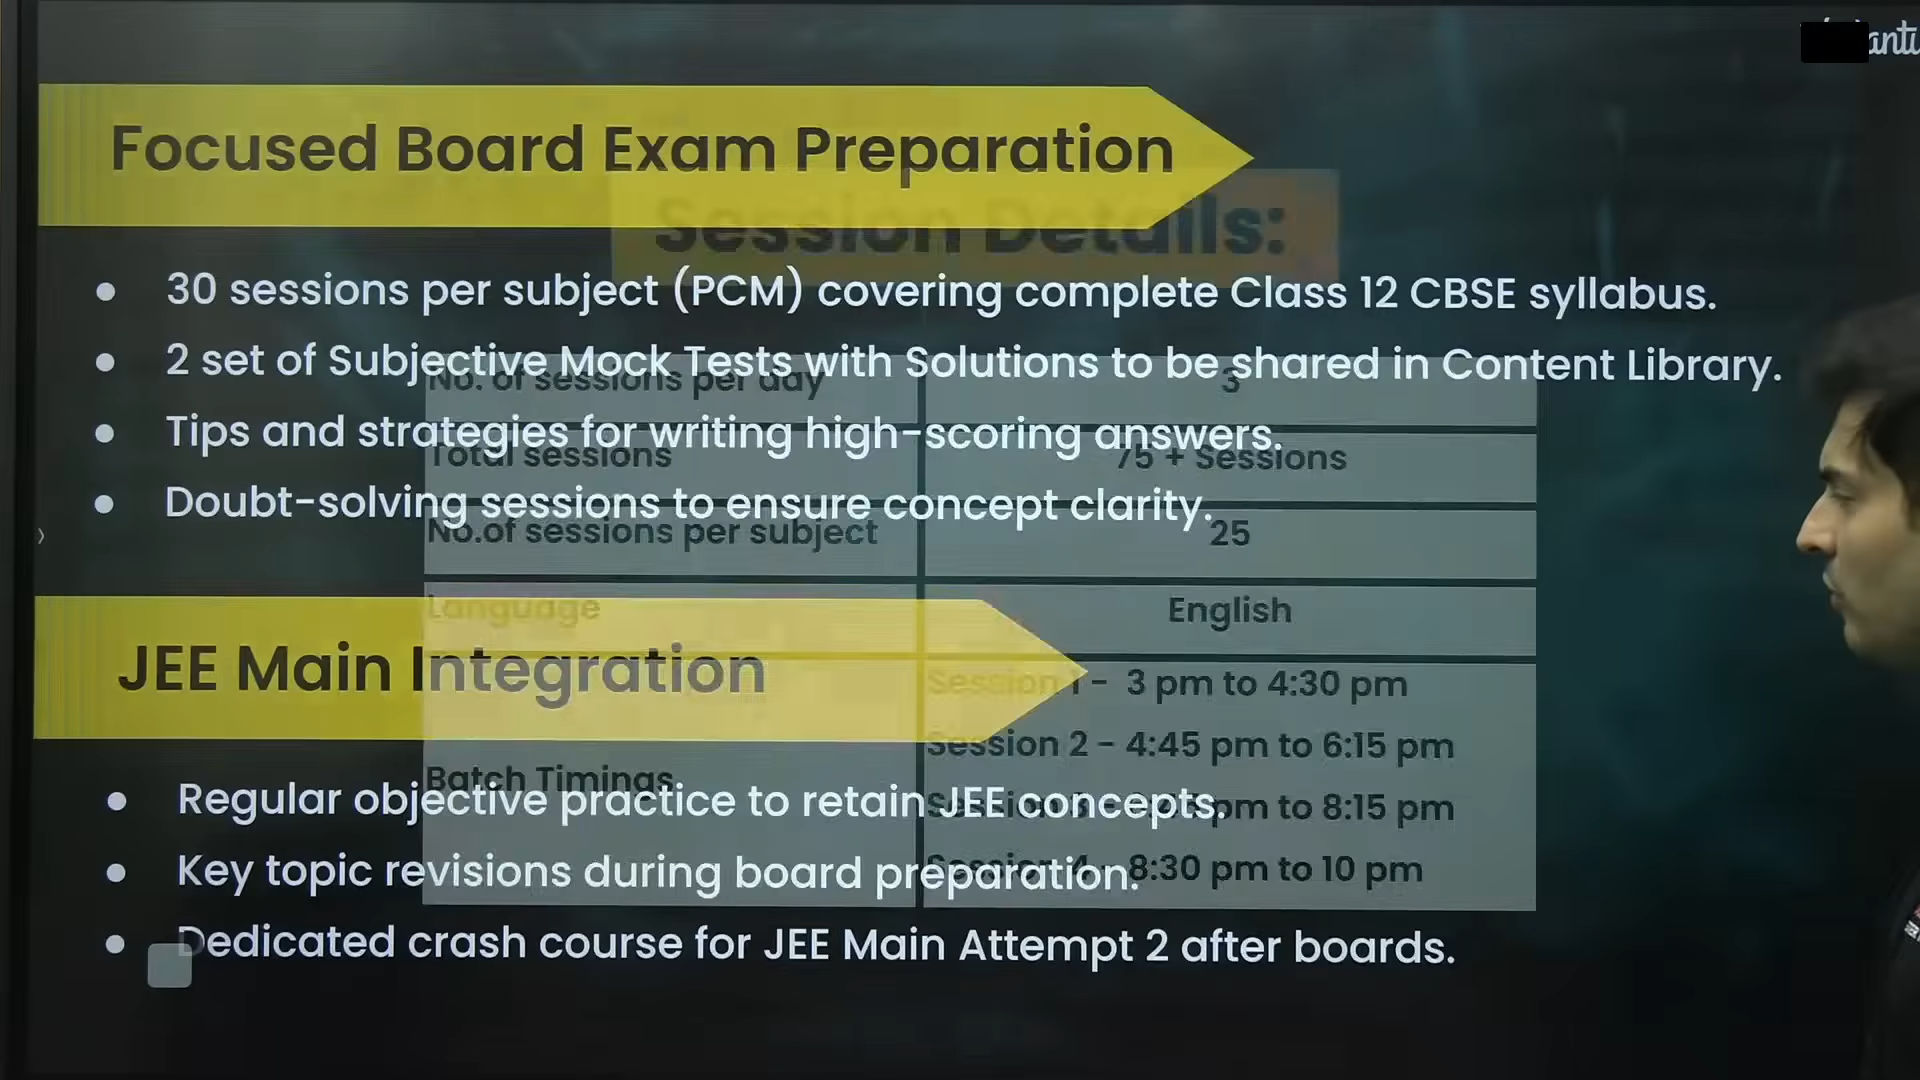 antu
Focused Board Exam Preparation
Session Details:
30 sessions per subject (PCM) covering complete Class 12 CBSE syllabus.
2 set of Subjective Mock Tests with Solutions to be shared in Content Library.
No. of sessions per day 3
Tips and strategies for writing high-scoring answers.
Total sessions 75 + Sessions
Doubt-solving sessions to ensure concept clarity.
No.of sessions per subject 25
Language English
JEE Main Integration
Session 1 - 3 pm to 4:30 pm
Session 2 - 4:45 pm to 6:15 pm
Batch Timings
Regular objective practice to retain JEE concepts.
pm to 8:15 pm
Key topic revisions during board preparation.
Session 4 - 8:30 pm to 10 pm
Dedicated crash course for JEE Main Attempt 2 after boards.